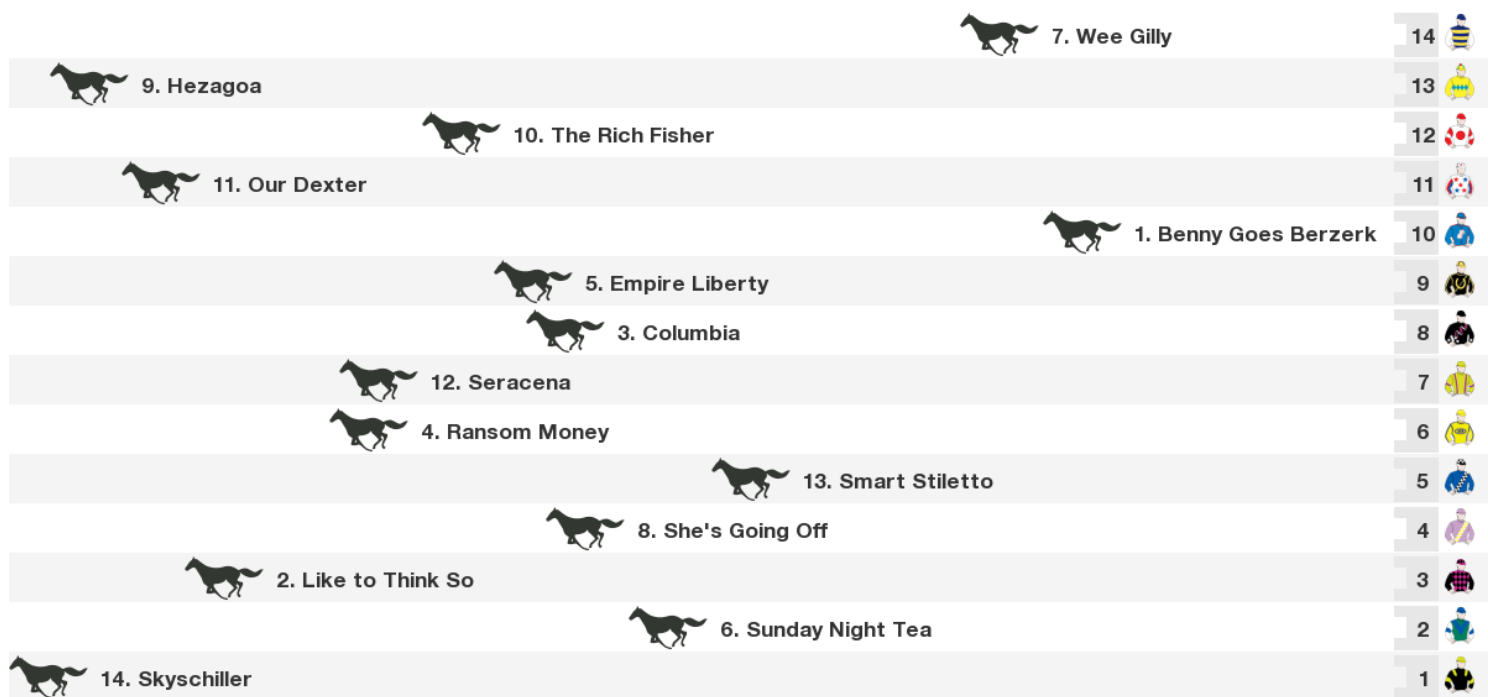 7. Wee Gilly 14
9. Hezagoa 13
10. The Rich Fisher 12
11. Our Dexter 11
1. Benny Goes Berzerk 10
5. Empire Liberty 9
3. Columbia 8
12. Seracena 7
4. Ransom Money 6
13. Smart Stiletto 5
8. She's Going Off 4
2. Like to Think So 3
6. Sunday Night Tea 2
14. Skyschiller 1